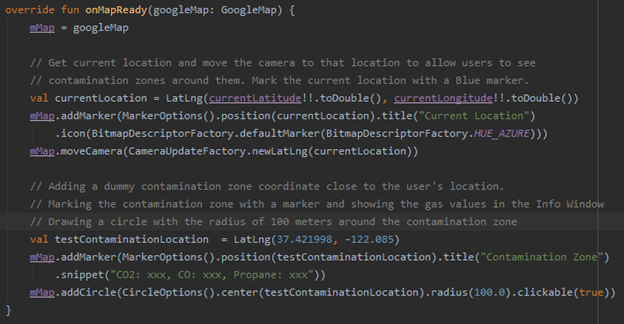 override fun onMapReady(googleMap: GoogleMap) {
mMap = googleMap
// Get current location and move the camera to that location to allow users to see
// contamination zones around them. Mark the current location with a Blue marker.
val currentLocation = LatLng(currentLatitude!!.toDouble(), currentLongitude!!.toDouble())
mMap.addMarker(MarkerOptions().position(currentLocation).title("Current Location")
.icon(BitmapDescriptorFactory.defaultMarker(BitmapDescriptorFactory.HUE_AZURE)))
mMap.moveCamera(CameraUpdateFactory.newLatLng(currentLocation))
// Adding a dummy contamination zone coordinate close to the user's location.
// Marking the contamination zone with a marker and showing the gas values in the Info Window
// Drawing a circle with the radius of 100 meters around the contamination zone
val testContaminationLocation  = LatLng(37.421998, -122.085)
mMap.addMarker(MarkerOptions().position(testContaminationLocation).title("Contamination Zone")
.snippet("CO2: xxx, CO: xxx, Propane: xxx"))
mMap.addCircle(CircleOptions().center(testContaminationLocation).radius(100.0).clickable(true))
}